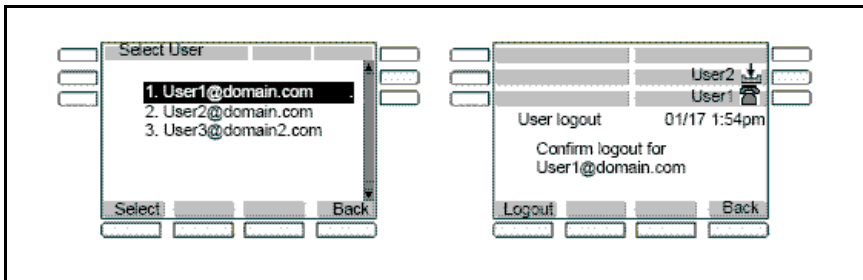 Select User
1. User1@domain.com
2. User2@domain.com
3. User3@domain2.com
Select Back
User2
User1
User logout 01/17 1:54pm
Confirm logout for
User1@domain.com
Logout Back